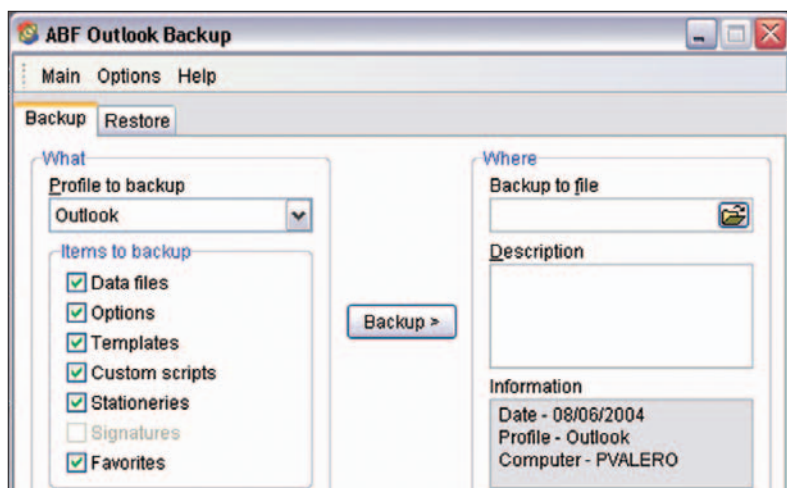 ABF Outlook Backup
Main Options Help
Backup Restore
What
Profile to backup
Outlook
Items to backup
Data files
Options
Templates
Custom scripts
Stationeries
Signatures
Favorites
Backup >
Where
Backup to file
Description
Information
Date - 08/06/2004
Profile - Outlook
Computer - PVALERO